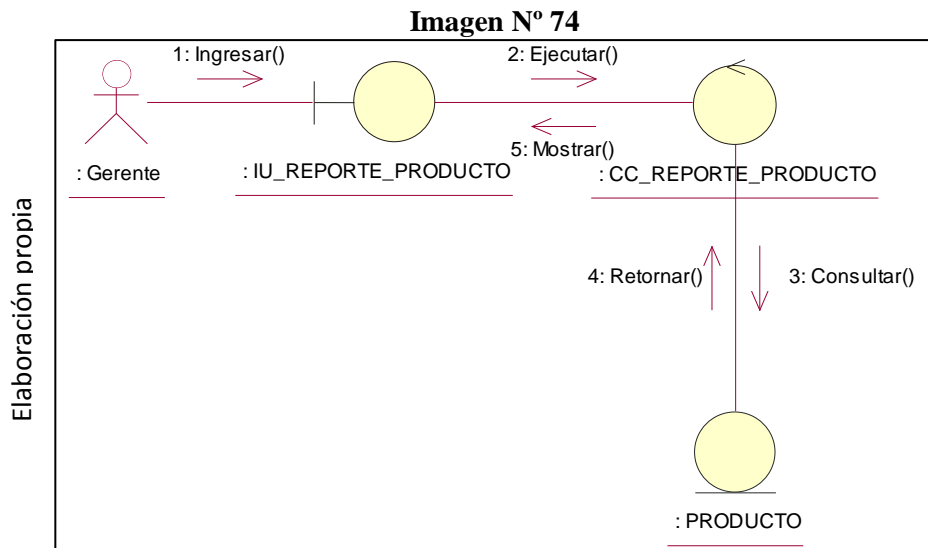 Imagen Nº 74
1: Ingresar()
2: Ejecutar()
5: Mostrar()
: Gerente
: IU_REPORTE_PRODUCTO
: CC_REPORTE_PRODUCTO
4: Retornar()
3: Consultar()
: PRODUCTO
Elaboración propia